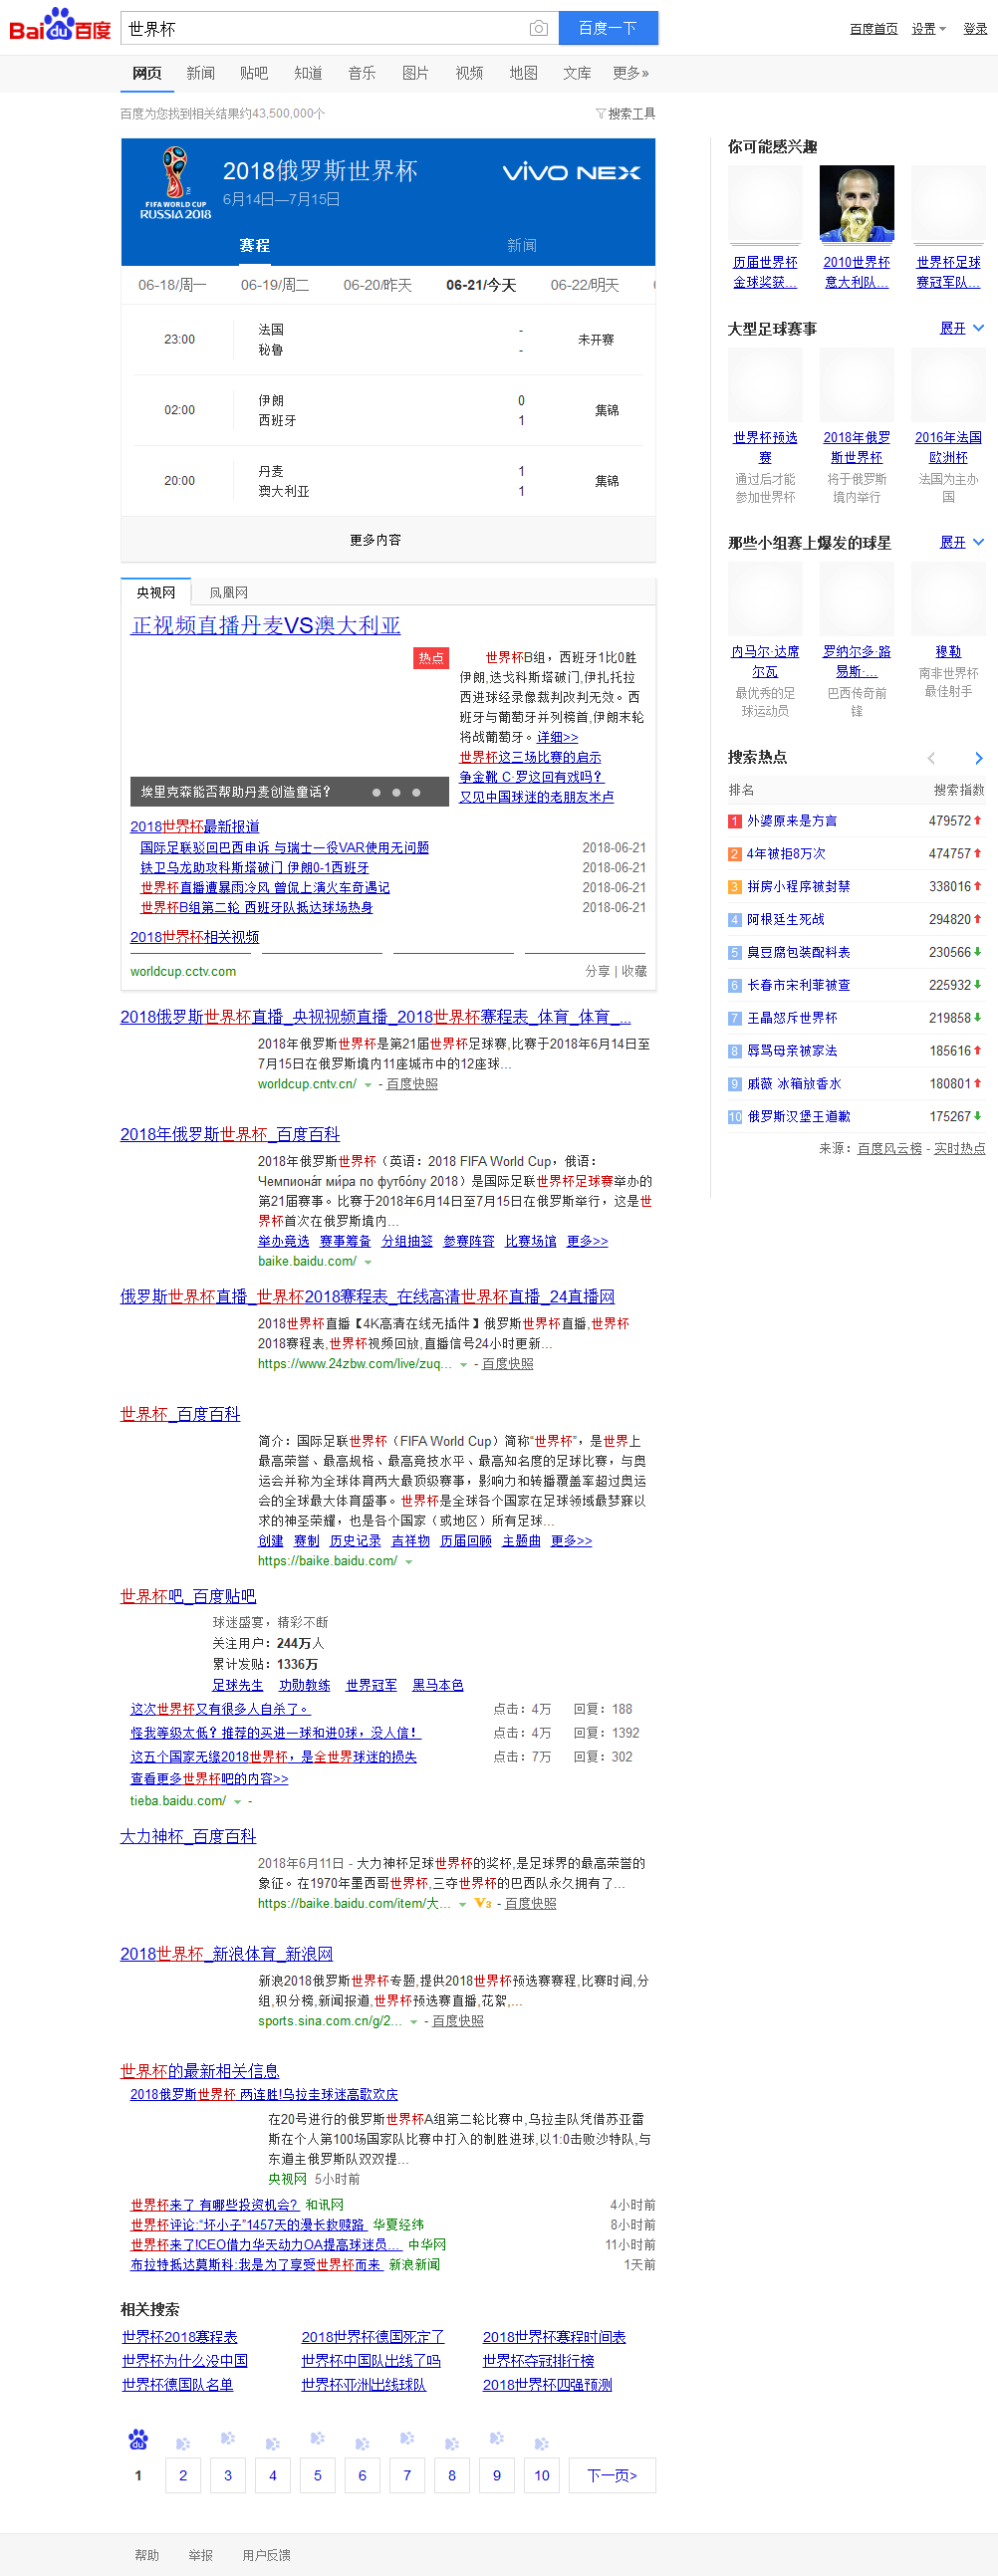 Bai du 百度
世界杯
百度一下
百度首页 设置 登录
网页 新闻 贴吧 知道 音乐 图片 视频 地图 文库 更多»
百度为您找到相关结果约43,500,000个
搜索工具
2018俄罗斯世界杯
6月14日—7月15日
FIFA WORLD CUP
RUSSIA 2018
VIVO NEX
赛程 新闻
06-18/周一 06-19/周二 06-20/昨天 06-21/今天 06-22/明天
23:00 法国 - 未开赛
秘鲁 -
02:00 伊朗 0 集锦
西班牙 1
20:00 丹麦 1 集锦
澳大利亚 1
更多内容
央视网 凤凰网
正视频直播丹麦VS澳大利亚
热点
世界杯B组，西班牙1比0胜
伊朗,迭戈科斯塔破门,伊扎托拉
西进球经录像裁判改判无效。西
班牙与葡萄牙并列榜首,伊朗末轮
将战葡萄牙。详细>>
世界杯这三场比赛的启示
争金靴 C·罗这回有戏吗?
又见中国球迷的老朋友米卢
埃里克森能否帮助丹麦创造童话?
2018世界杯最新报道
国际足联驳回巴西申诉 与瑞士一役VAR使用无问题 2018-06-21
铁卫乌龙助攻科斯塔破门 伊朗0-1西班牙 2018-06-21
世界杯直播遭暴雨冷风 曾侃上演火车奇遇记 2018-06-21
世界杯B组第二轮 西班牙队抵达球场热身 2018-06-21
2018世界杯相关视频
worldcup.cctv.com 分享 | 收藏
2018俄罗斯世界杯直播_央视视频直播_2018世界杯赛程表_体育_体育_...
2018年俄罗斯世界杯是第21届世界杯足球赛,比赛于2018年6月14日至
7月15日在俄罗斯境内11座城市中的12座球...
worldcup.cntv.cn/ - 百度快照
2018年俄罗斯世界杯_百度百科
2018年俄罗斯世界杯（英语：2018 FIFA World Cup，俄语：
Чемпиона́т ми́ра по футбо́лу 2018）是国际足联世界杯足球赛举办的
第21届赛事。比赛于2018年6月14日至7月15日在俄罗斯举行，这是世
界杯首次在俄罗斯境内...
举办竞选 赛事筹备 分组抽签 参赛阵容 比赛场馆 更多>>
baike.baidu.com/
俄罗斯世界杯直播_世界杯2018赛程表_在线高清世界杯直播_24直播网
2018世界杯直播【4K高清在线无插件】俄罗斯世界杯直播,世界杯
2018赛程表,世界杯视频回放,直播信号24小时更新...
https://www.24zbw.com/live/zuq... - 百度快照
世界杯_百度百科
简介：国际足联世界杯（FIFA World Cup）简称“世界杯”，是世界上
最高荣誉、最高规格、最高竞技水平、最高知名度的足球比赛，与奥
运会并称为全球体育两大最顶级赛事，影响力和转播覆盖率超过奥运
会的全球最大体育盛事。世界杯是全球各个国家在足球领域最梦寐以
求的神圣荣耀，也是各个国家（或地区）所有足球...
创建 赛制 历史记录 吉祥物 历届回顾 主题曲 更多>>
https://baike.baidu.com/
世界杯吧_百度贴吧
球迷盛宴，精彩不断
关注用户：244万人
累计发贴：1336万
足球先生 功勋教练 世界冠军 黑马本色
这次世界杯又有很多人自杀了。 点击：4万 回复：188
怪我等级太低？推荐的买进一球和进0球，没人信！ 点击：4万 回复：1392
这五个国家无缘2018世界杯，是全世界球迷的损失 点击：7万 回复：302
查看更多世界杯吧的内容>>
tieba.baidu.com/ -
大力神杯_百度百科
2018年6月11日 - 大力神杯足球世界杯的奖杯,是足球界的最高荣誉的
象征。在1970年墨西哥世界杯,三夺世界杯的巴西队永久拥有了...
https://baike.baidu.com/item/大... V3 - 百度快照
2018世界杯_新浪体育_新浪网
新浪2018俄罗斯世界杯专题,提供2018世界杯预选赛赛程,比赛时间,分
组,积分榜,新闻报道,世界杯预选赛直播,花絮,...
sports.sina.com.cn/g/2... - 百度快照
世界杯的最新相关信息
2018俄罗斯世界杯 两连胜!乌拉圭球迷高歌欢庆
在20号进行的俄罗斯世界杯A组第二轮比赛中,乌拉圭队凭借苏亚雷
斯在个人第100场国家队比赛中打入的制胜进球,以1:0击败沙特队,与
东道主俄罗斯队双双提...
央视网 5小时前
世界杯来了 有哪些投资机会? 和讯网 4小时前
世界杯评论:“坏小子”1457天的漫长救赎路 华夏经纬 8小时前
世界杯来了!CEO借力华天动力OA提高球迷员... 中华网 11小时前
布拉特抵达莫斯科:我是为了享受世界杯而来 新浪新闻 1天前
相关搜索
世界杯2018赛程表 2018世界杯德国死定了 2018世界杯赛程时间表
世界杯为什么没中国 世界杯中国队出线了吗 世界杯夺冠排行榜
世界杯德国队名单 世界杯亚洲出线球队 2018世界杯四强预测
1 2 3 4 5 6 7 8 9 10 下一页>
帮助 举报 用户反馈
你可能感兴趣
历届世界杯 2010世界杯 世界杯足球
金球奖获... 意大利队... 赛冠军队...
大型足球赛事 展开
世界杯预选 2018年俄罗 2016年法国
赛 斯世界杯 欧洲杯
通过后才能 将于俄罗斯 法国为主办
参加世界杯 境内举行 国
那些小组赛上爆发的球星 展开
内马尔·达席 罗纳尔多·路 穆勒
尔瓦 易斯·...
最优秀的足 巴西传奇前 南非世界杯
球运动员 锋 最佳射手
搜索热点
排名 搜索指数
1 外婆原来是方言 479572
2 4年被拒8万次 474757
3 拼房小程序被封禁 338016
4 阿根廷生死战 294820
5 臭豆腐包装配料表 230566
6 长春市宋利菲被查 225932
7 王晶怒斥世界杯 219858
8 辱骂母亲被家法 185616
9 戚薇 冰箱放香水 180801
10 俄罗斯汉堡王道歉 175267
来源：百度风云榜 - 实时热点